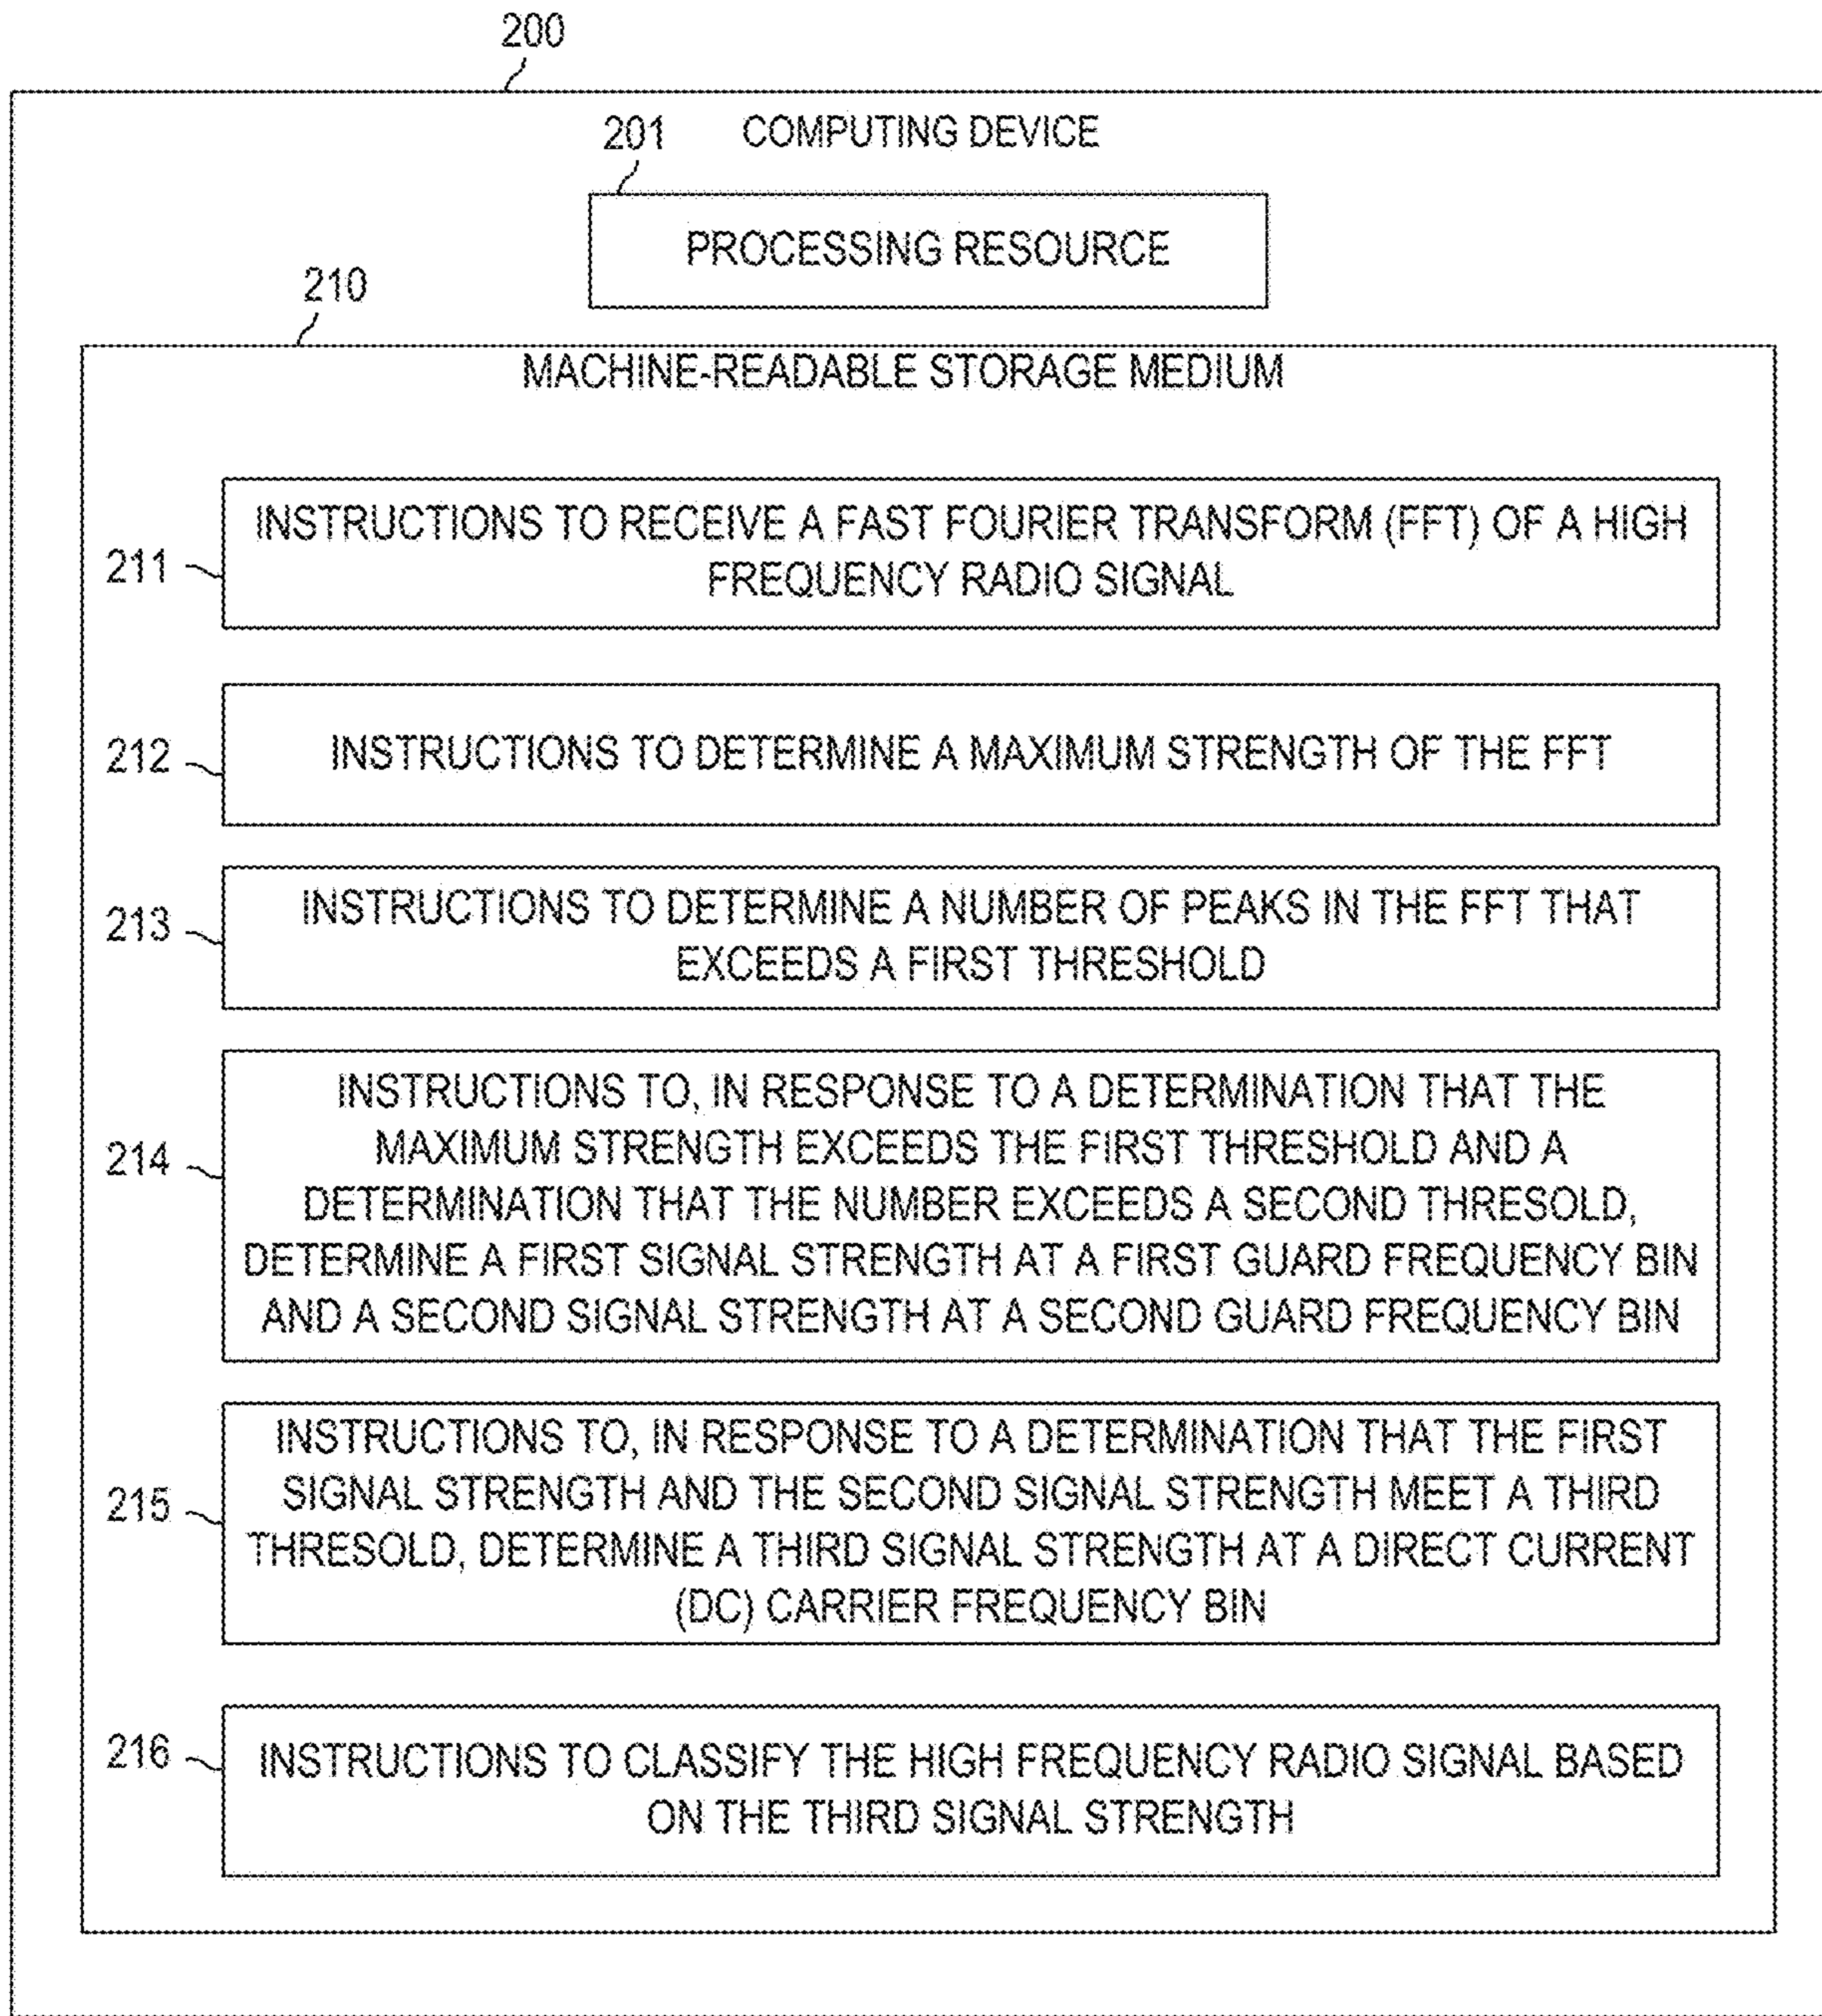 200
201
COMPUTING DEVICE
PROCESSING RESOURCE
210
MACHINE-READABLE STORAGE MEDIUM
211
INSTRUCTIONS TO RECEIVE A FAST FOURIER TRANSFORM (FFT) OF A HIGH
FREQUENCY RADIO SIGNAL
212
INSTRUCTIONS TO DETERMINE A MAXIMUM STRENGTH OF THE FFT
213
INSTRUCTIONS TO DETERMINE A NUMBER OF PEAKS IN THE FFT THAT
EXCEEDS A FIRST THRESHOLD
214
INSTRUCTIONS TO, IN RESPONSE TO A DETERMINATION THAT THE
MAXIMUM STRENGTH EXCEEDS THE FIRST THRESHOLD AND A
DETERMINATION THAT THE NUMBER EXCEEDS A SECOND THRESOLD,
DETERMINE A FIRST SIGNAL STRENGTH AT A FIRST GUARD FREQUENCY BIN
AND A SECOND SIGNAL STRENGTH AT A SECOND GUARD FREQUENCY BIN
215
INSTRUCTIONS TO, IN RESPONSE TO A DETERMINATION THAT THE FIRST
SIGNAL STRENGTH AND THE SECOND SIGNAL STRENGTH MEET A THIRD
THRESOLD, DETERMINE A THIRD SIGNAL STRENGTH AT A DIRECT CURRENT
(DC) CARRIER FREQUENCY BIN
216
INSTRUCTIONS TO CLASSIFY THE HIGH FREQUENCY RADIO SIGNAL BASED
ON THE THIRD SIGNAL STRENGTH